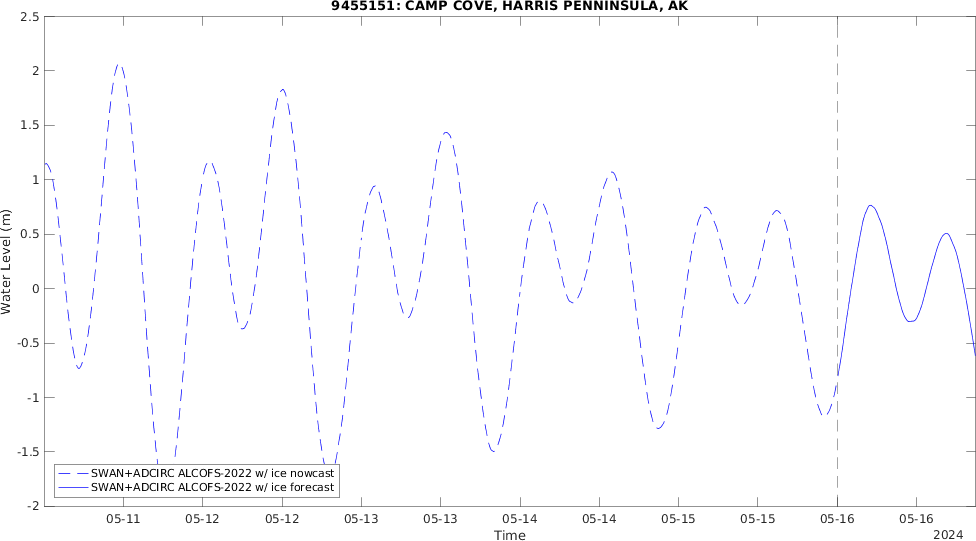 9455151: CAMP COVE, HARRIS PENNINSULA, AK
2.5
2
1.5
1
0.5
0
-0.5
-1
-1.5
-2
Water Level (m)
SWAN+ADCIRC ALCOFS-2022 w/ ice nowcast
SWAN+ADCIRC ALCOFS-2022 w/ ice forecast
05-11 05-12 05-12 05-13 05-13 05-14 05-14 05-15 05-15 05-16 05-16
Time
2024